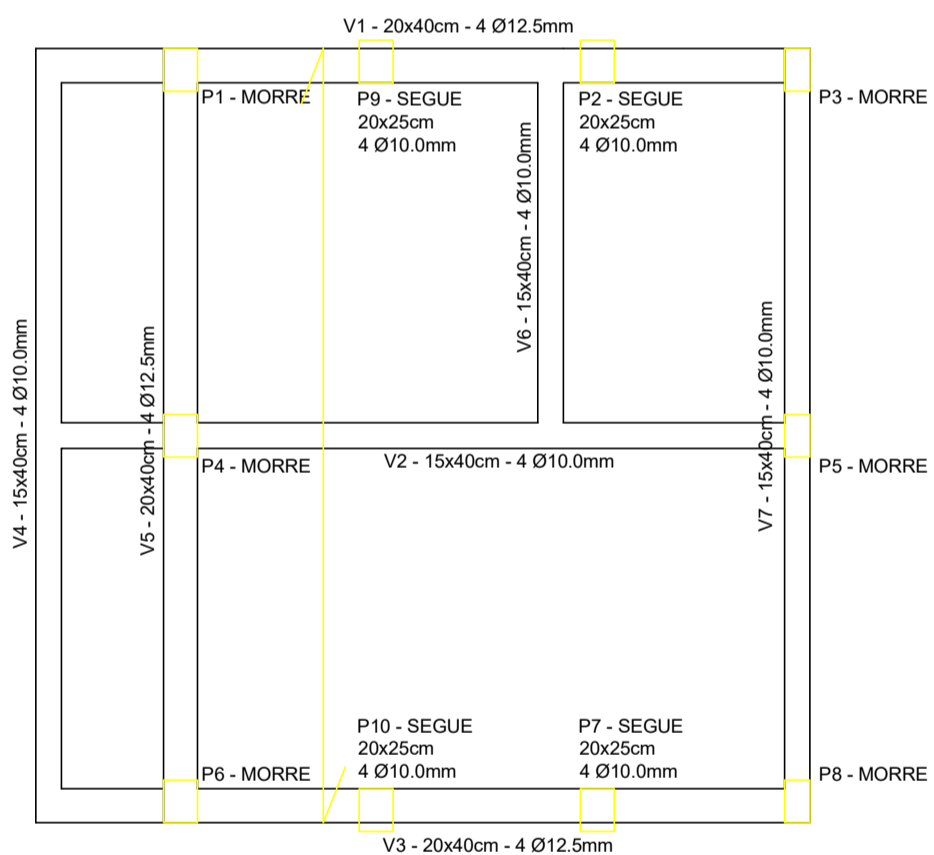 V1 - 20x40cm - 4 Ø12.5mm
P1 - MORRE
P9 - SEGUE
20x25cm
4 Ø10.0mm
P2 - SEGUE
20x25cm
4 Ø10.0mm
P3 - MORRE
V6 - 15x40cm - 4 Ø10.0mm
V4 - 15x40cm - 4 Ø10.0mm
V5 - 20x40cm - 4 Ø12.5mm
V7 - 15x40cm - 4 Ø10.0mm
P4 - MORRE
V2 - 15x40cm - 4 Ø10.0mm
P5 - MORRE
P6 - MORRE
P10 - SEGUE
20x25cm
4 Ø10.0mm
P7 - SEGUE
20x25cm
4 Ø10.0mm
P8 - MORRE
V3 - 20x40cm - 4 Ø12.5mm